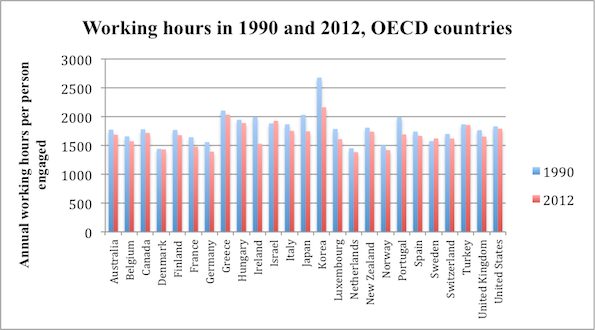 Working hours in 1990 and 2012, OECD countries
Annual working hours per person
engaged
3000
2500
2000
1500
1000
500
0
Australia
Belgium
Canada
Denmark
Finland
France
Germany
Greece
Hungary
Ireland
Israel
Italy
Japan
Korea
Luxembourg
Netherlands
New Zealand
Norway
Portugal
Spain
Sweden
Switzerland
Turkey
United Kingdom
United States
1990
2012